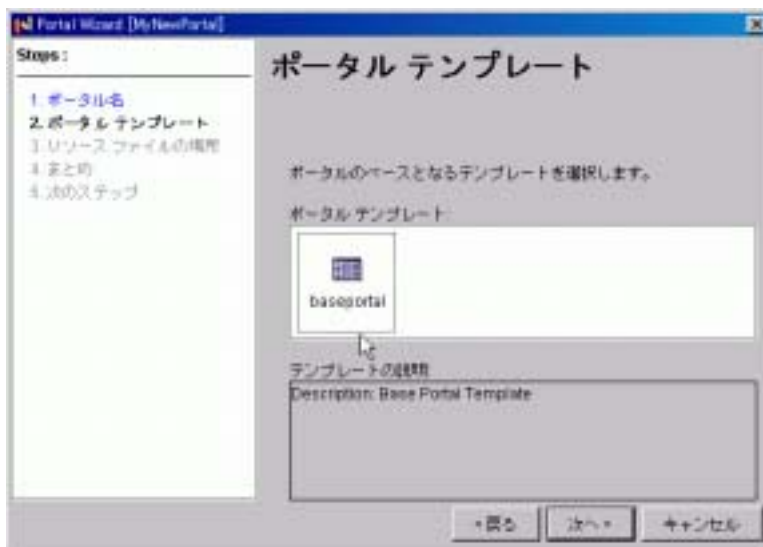 Portal Wizard [MyNewPortal]
Steps:
1. ポータル名
2. ポータル テンプレート
3. リソース ファイルの場所
4. まとめ
5. 次のステップ
ポータル テンプレート
ポータルのベースとなるテンプレートを選択します。
ポータル テンプレート:
baseportal
テンプレートの説明
Description: Base Portal Template
戻る
次へ
キャンセル